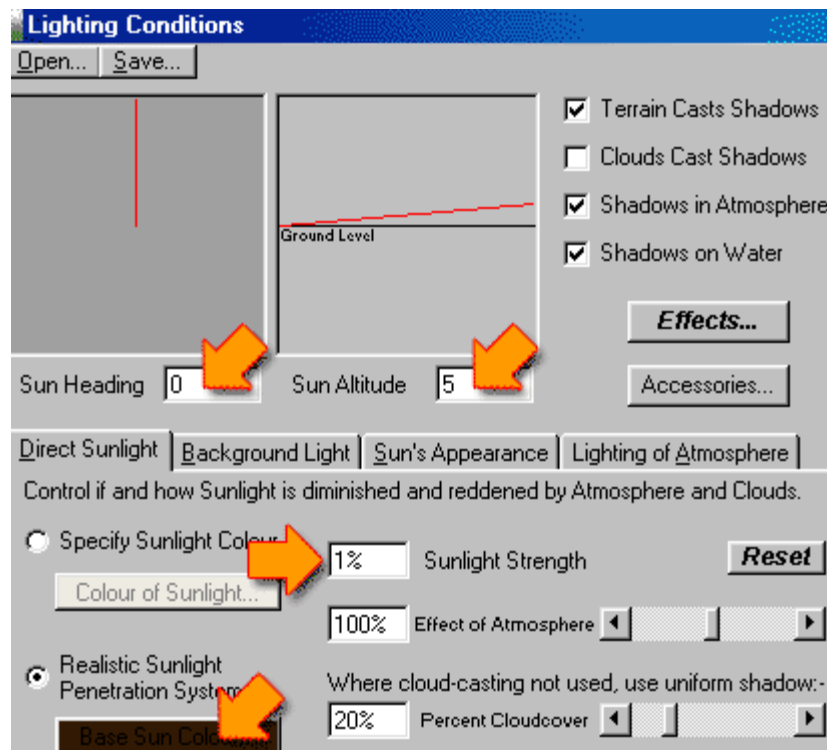 Lighting Conditions
Open... Save...
Terrain Casts Shadows
Clouds Cast Shadows
Shadows in Atmosphere
Shadows on Water
Ground Level
Effects...
Sun Heading 0 Sun Altitude 5 Accessories...
Direct Sunlight Background Light Sun's Appearance Lighting of Atmosphere
Control if and how Sunlight is diminished and reddened by Atmosphere and Clouds.
Specify Sunlight Colour
1% Sunlight Strength Reset
Colour of Sunlight...
100% Effect of Atmosphere
Realistic Sunlight
Penetration System
Where cloud-casting not used, use uniform shadow:-
20% Percent Cloudcover
Base Sun Colour